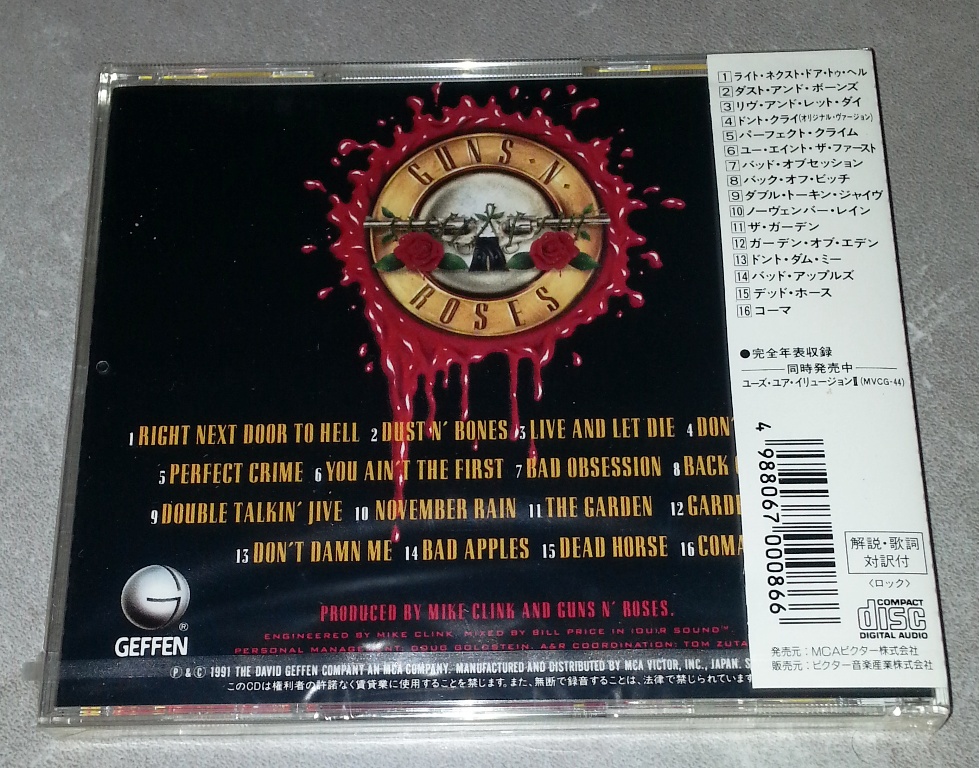 GUNS N'
ROSES
1 RIGHT NEXT DOOR TO HELL 2 DUST N' BONES 3 LIVE AND LET DIE 4 DON'
5 PERFECT CRIME 6 YOU AIN'T THE FIRST 7 BAD OBSESSION 8 BACK
9 DOUBLE TALKIN' JIVE 10 NOVEMBER RAIN 11 THE GARDEN 12 GARDE
13 DON'T DAMN ME 14 BAD APPLES 15 DEAD HORSE 16 COMA
PRODUCED BY MIKE CLINK AND GUNS N' ROSES.
ENGINEERED BY MIKE CLINK. MIXED BY BILL PRICE IN (QUI)R SOUND™.
PERSONAL MANAGEMENT, DOUG GOLDSTEIN. A&R COORDINATION: TOM ZUTA
GEFFEN
®
Ⓟ & © 1991 THE DAVID GEFFEN COMPANY AN MCA COMPANY. MANUFACTURED AND DISTRIBUTED BY MCA VICTOR, INC., JAPAN. S
このCDは権利者の許諾なく賃貸業に使用することを禁じます。また、無断で録音することは、法律で禁じられています
1 ライト・ネクスト・ドア・トゥ・ヘル
2 ダスト・アンド・ボーンズ
3 リヴ・アンド・レット・ダイ
4 ドント・クライ(オリジナル・ヴァージョン)
5 パーフェクト・クライム
6 ユー・エイント・ザ・ファースト
7 バッド・オブセッション
8 バック・オフ・ビッチ
9 ダブル・トーキン・ジャイヴ
10 ノーヴェンバー・レイン
11 ザ・ガーデン
12 ガーデン・オブ・エデン
13 ドント・ダム・ミー
14 バッド・アップルズ
15 デッド・ホース
16 コーマ
●完全年表収録
同時発売中
ユーズ・ユア・イリュージョンⅡ(MVCG-44)
4 988067 000866
解説・歌詞
対訳付
〈ロック〉
COMPACT
disc
DIGITAL AUDIO
発売元:MCAビクター株式会社
販売元:ビクター音楽産業株式会社